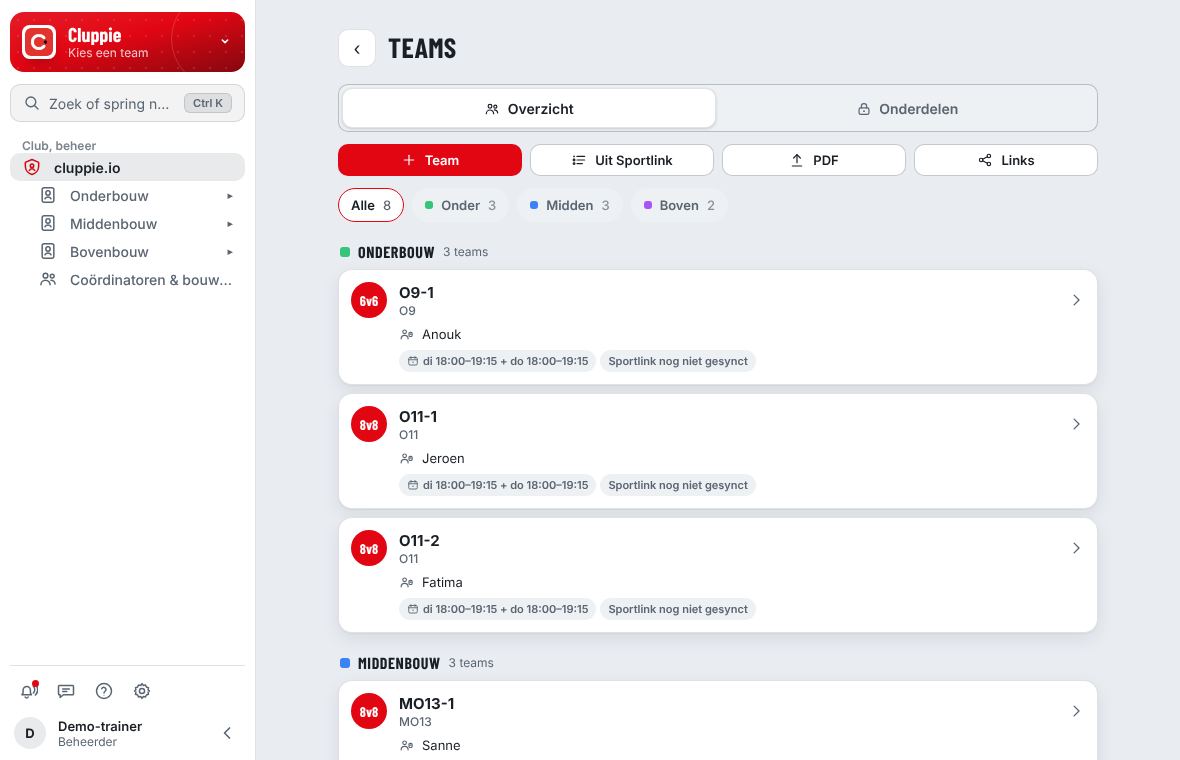 Cluppie
Kies een team
Zoek of spring n...
Ctrl K
Club, beheer
cluppie.io
Onderbouw
Middenbouw
Bovenbouw
Coördinatoren & bouw...
D
Demo-trainer
Beheerder
TEAMS
Overzicht
Onderdelen
Team
Uit Sportlink
PDF
Links
Alle 8
Onder 3
Midden 3
Boven 2
ONDERBOUW 3 teams
6v6
O9-1
O9
Anouk
di 18:00–19:15 + do 18:00–19:15
Sportlink nog niet gesynct
8v8
O11-1
O11
Jeroen
di 18:00–19:15 + do 18:00–19:15
Sportlink nog niet gesynct
8v8
O11-2
O11
Fatima
di 18:00–19:15 + do 18:00–19:15
Sportlink nog niet gesynct
MIDDENBOUW 3 teams
8v8
MO13-1
MO13
Sanne